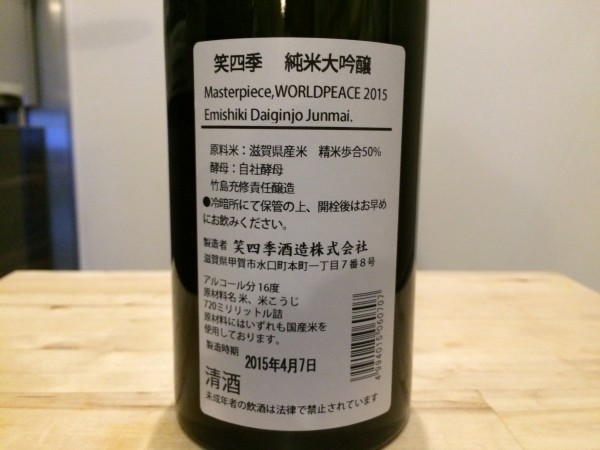 笑四季　純米大吟醸
Masterpiece,WORLDPEACE 2015
Emishiki Daiginjo Junmai.
原料米：滋賀県産米　精米歩合50%
酵母：自社酵母
竹島充修責任醸造
●冷暗所にて保管の上、開栓後はお早め
にお飲みください。
製造者 笑四季酒造株式会社
滋賀県甲賀市水口町本町一丁目7番8号
アルコール分 16度
原材料名 米、米こうじ
720ミリリットル詰
原材料にはいずれも国産米を
使用しております。
製造時期
2015年4月7日
清酒
未成年者の飲酒は法律で禁止されています
4994015060707